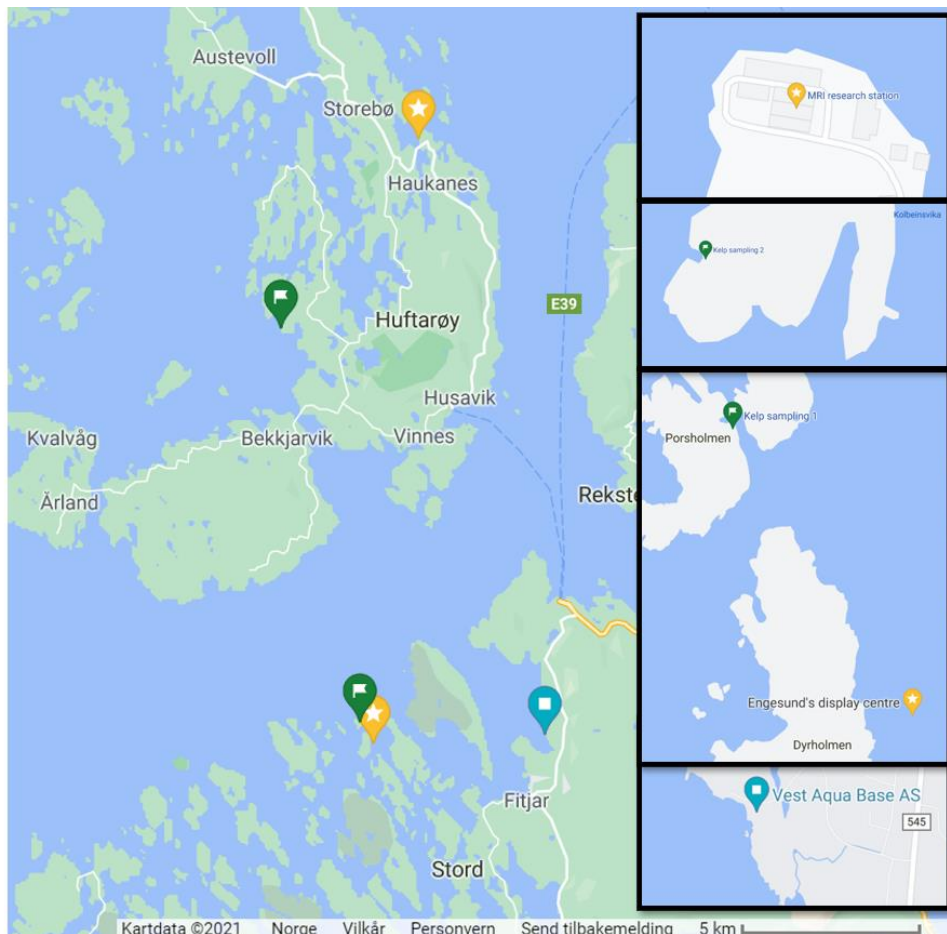 Austevoll
Storebø
Haukanes
Huftarøy
E39
Husavik
Kvalvåg
Bekkjarvik
Vinnes
Årland
Rekste
Fitjar
Stord
MRI research station
Kolbeinsvika
Kelp sampling 2
Kelp sampling 1
Porsholmen
Engesund's display centre
Dyrholmen
Vest Aqua Base AS
545
Kartdata ©2021 Norge Vilkår Personvern Send tilbakemelding 5 km